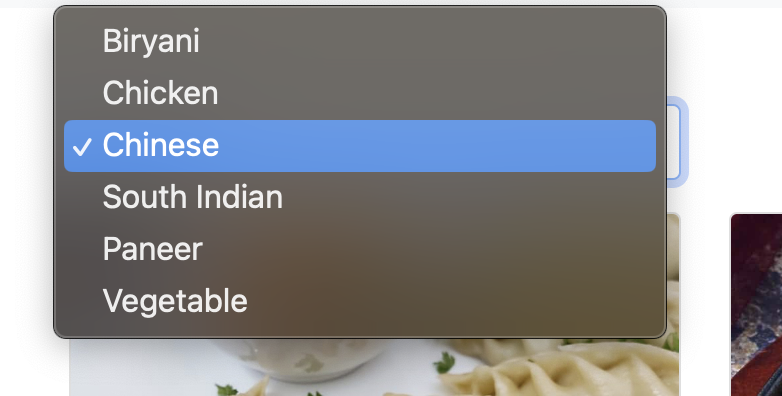 Biryani
Chicken
Chinese
South Indian
Paneer
Vegetable